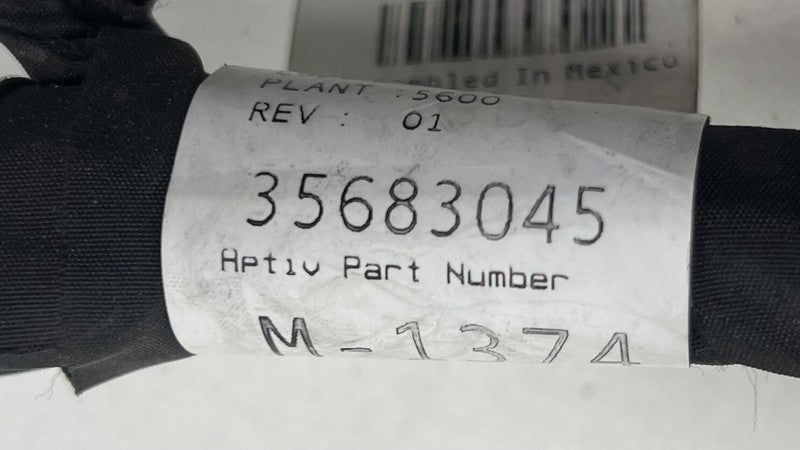 Assembled In Mexico
PLANT :5600
REV : 01
35683045
Aptiv Part Number
M-1374